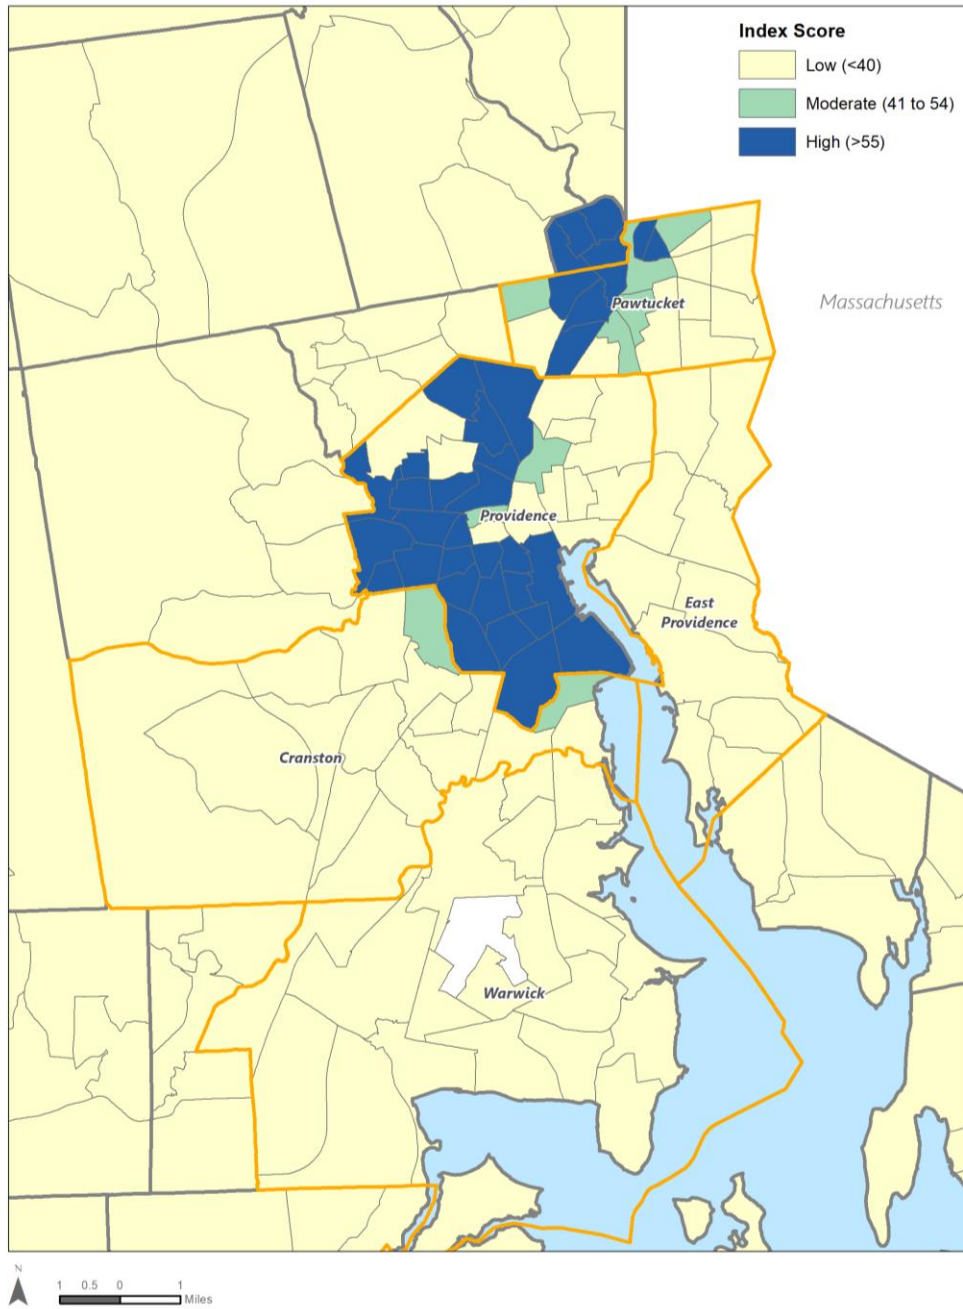 Index Score
Low (<40)
Moderate (41 to 54)
High (>55)
Massachusetts
Pawtucket
Providence
East
Providence
Cranston
Warwick
N
1 0.5 0 1
Miles